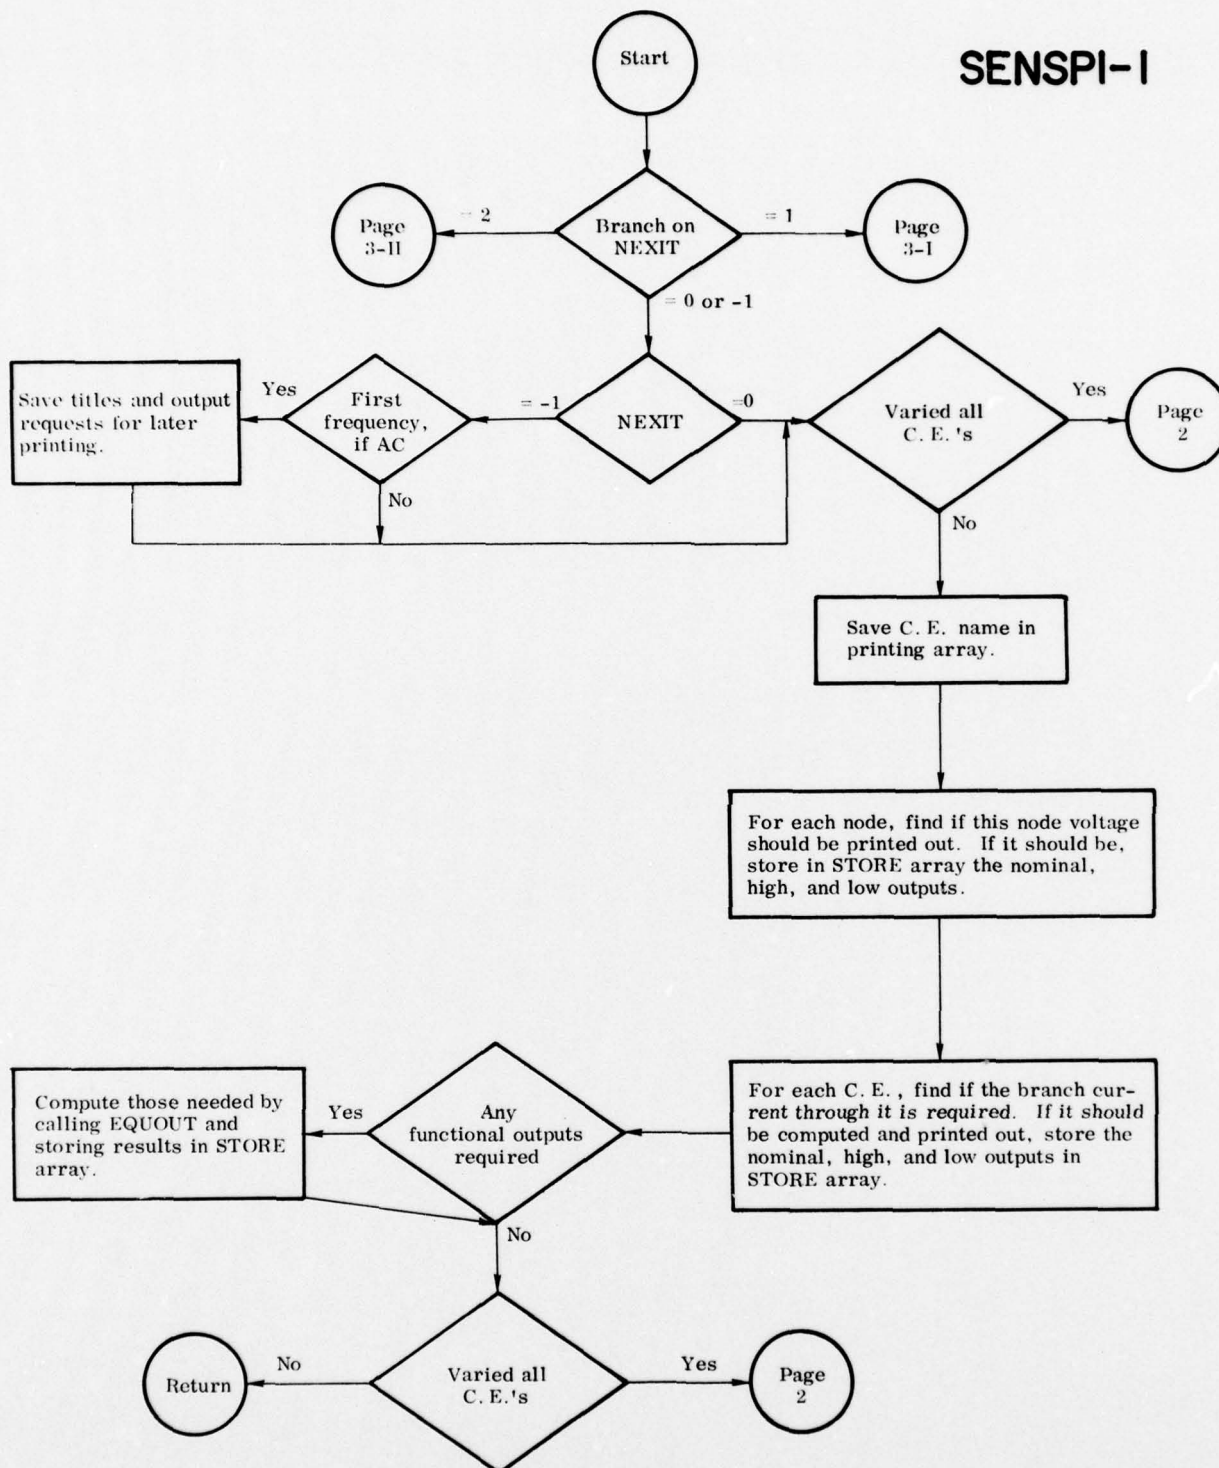 SENSPI-I
Start
Branch on
NEXIT
= 2
= 1
Page
3-II
Page
3-I
= 0 or -1
Save titles and output
requests for later
printing.
Yes
First
frequency,
if AC
= -1
NEXIT
=0
Varied all
C. E.'s
Yes
Page
2
No
No
Save C. E. name in
printing array.
For each node, find if this node voltage
should be printed out. If it should be,
store in STORE array the nominal,
high, and low outputs.
Compute those needed by
calling EQUOUT and
storing results in STORE
array.
Yes
Any
functional outputs
required
For each C. E., find if the branch cur-
rent through it is required. If it should
be computed and printed out, store the
nominal, high, and low outputs in
STORE array.
No
Return
No
Varied all
C. E.'s
Yes
Page
2